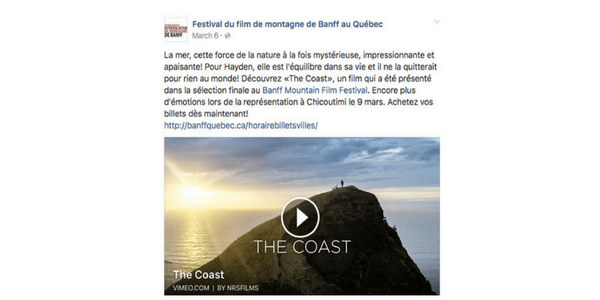 Festival du film de montagne de Banff au Québec
March 6 ·
La mer, cette force de la nature à la fois mystérieuse, impressionnante et
apaisante! Pour Hayden, elle est l'équilibre dans sa vie et il ne la quitterait
pour rien au monde! Découvrez «The Coast», un film qui a été présenté
dans la sélection finale au Banff Mountain Film Festival. Encore plus
d'émotions lors de la représentation à Chicoutimi le 9 mars. Achetez vos
billets dès maintenant!
http://banffquebec.ca/horairebilletsvilles/
THE COAST
The Coast
VIMEO.COM | BY NRSFILMS